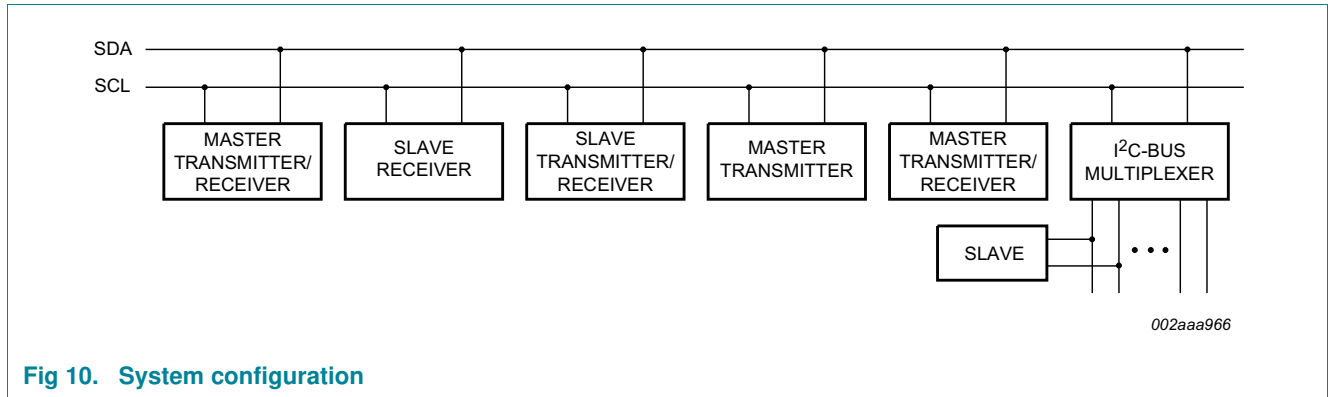 SDA
SCL
MASTER
TRANSMITTER/
RECEIVER
SLAVE
RECEIVER
SLAVE
TRANSMITTER/
RECEIVER
MASTER
TRANSMITTER
MASTER
TRANSMITTER/
RECEIVER
I²C-BUS
MULTIPLEXER
SLAVE
002aaa966
Fig 10. System configuration